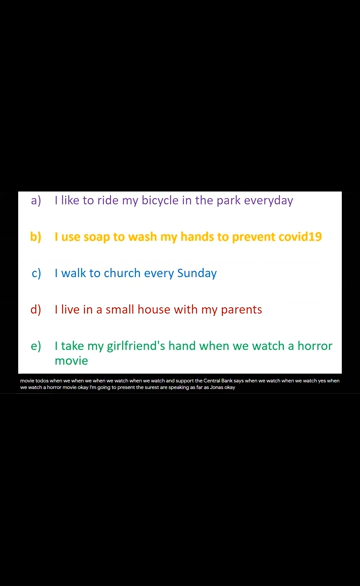 a) I like to ride my bicycle in the park everyday
b) I use soap to wash my hands to prevent covid19
c) I walk to church every Sunday
d) I live in a small house with my parents
e) I take my girlfriend's hand when we watch a horror
movie
movie todos when we when we when we watch when we watch and support the Central Bank says when we watch when we watch yes when
we watch a horror movie okay I'm going to present the surest are speaking as far as Jonas okay